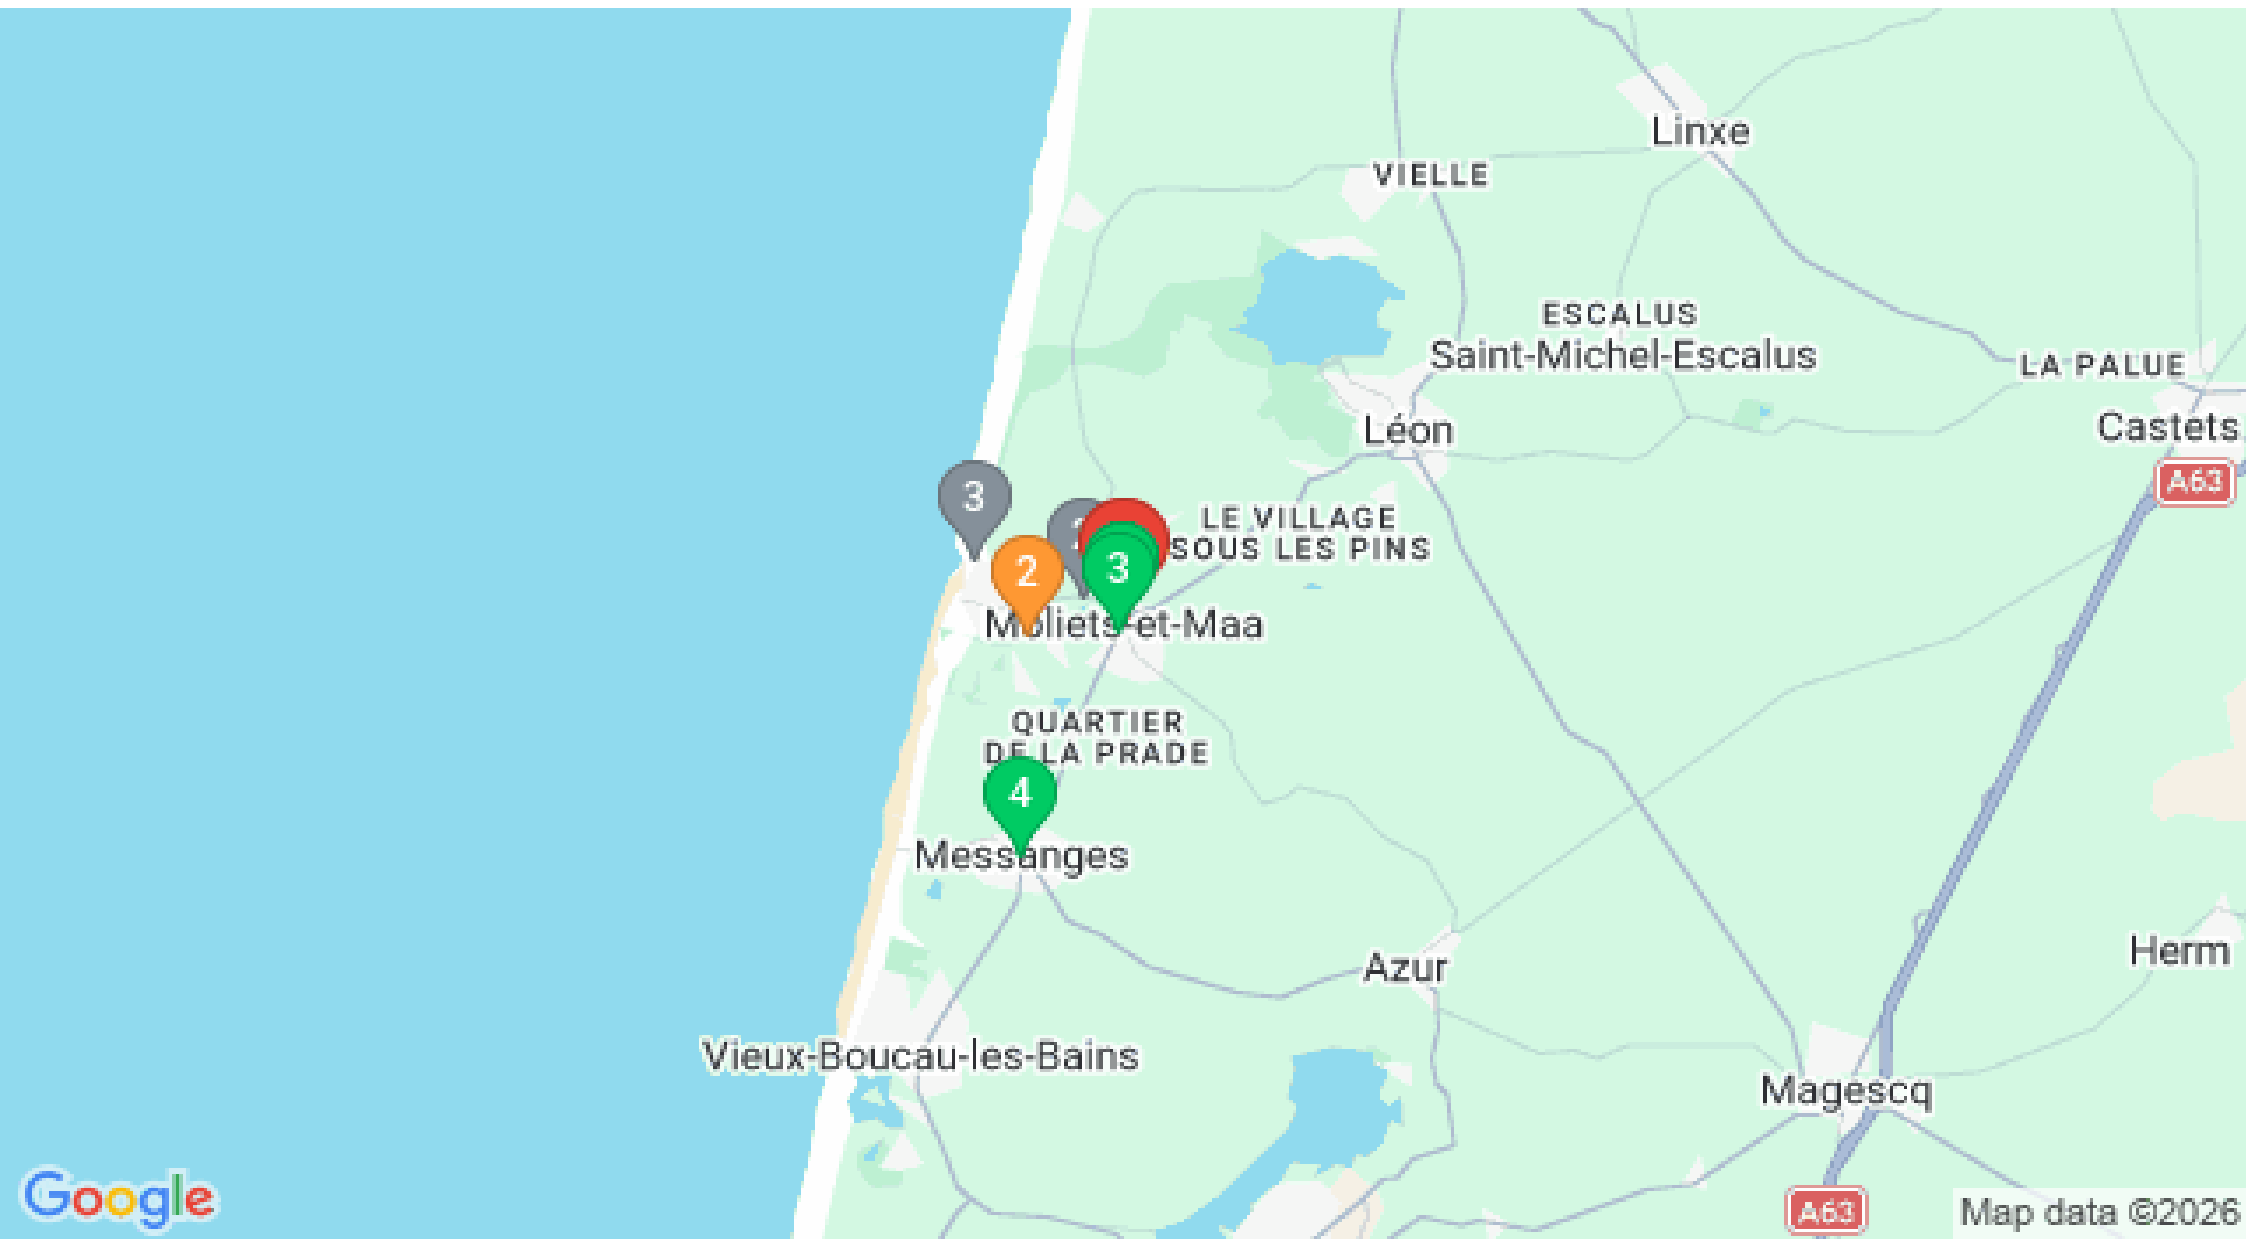 Linxe
VIELLE
ESCALUS
Saint-Michel-Escalus
LA PALUE
Castets
Léon
A63
3
LE VILLAGE
SOUS LES PINS
2
3
Moliets-et-Maa
QUARTIER
DE LA PRADE
4
Messanges
Herm
Azur
Vieux-Boucau-les-Bains
Magescq
Google
A63
Map data ©2026